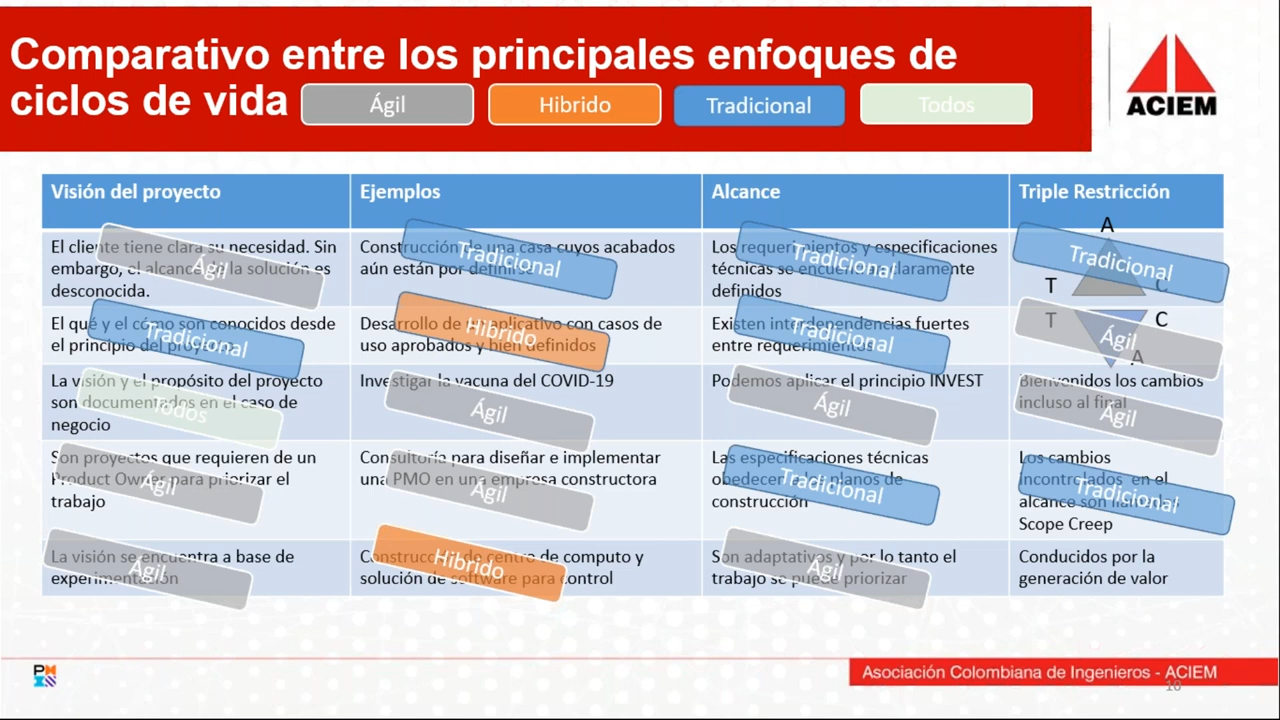 Comparativo entre los principales enfoques de
ciclos de vida
Ágil
Hibrido
Tradicional
Todos
ACIEM
Visión del proyecto
Ejemplos
Alcance
Triple Restricción
El cliente tiene clara su necesidad. Sin
embargo, el alcance de la solución es
desconocida.
Ágil
Construcción de una casa cuyos acabados
aún están por definirse
Tradicional
Los requerimientos y especificaciones
técnicas se encuentran claramente
definidos
Tradicional
A
T
C
Tradicional
El qué y el cómo son conocidos desde
el principio del proyecto
Tradicional
Desarrollo de un aplicativo con casos de
uso aprobados y bien definidos
Hibrido
Existen interdependencias fuertes
entre requerimientos
Tradicional
T
C
A
Ágil
La visión y el propósito del proyecto
son documentados en el caso de
negocio
Todos
Investigar la vacuna del COVID-19
Ágil
Podemos aplicar el principio INVEST
Ágil
Bienvenidos los cambios
incluso al final
Ágil
Son proyectos que requieren de un
Product Owner para priorizar el
trabajo
Ágil
Consultoría para diseñar e implementar
una PMO en una empresa constructora
Ágil
Las especificaciones técnicas
obedecen a los planos de
construcción
Tradicional
Los cambios
incontrolados en el
alcance son
Scope Creep
Tradicional
La visión se encuentra a base de
experimentación
Ágil
Construcción de centro de computo y
solución de software para control
Hibrido
Son adaptativos y por lo tanto el
trabajo se puede priorizar
Ágil
Conducidos por la
generación de valor
Asociación Colombiana de Ingenieros - ACIEM